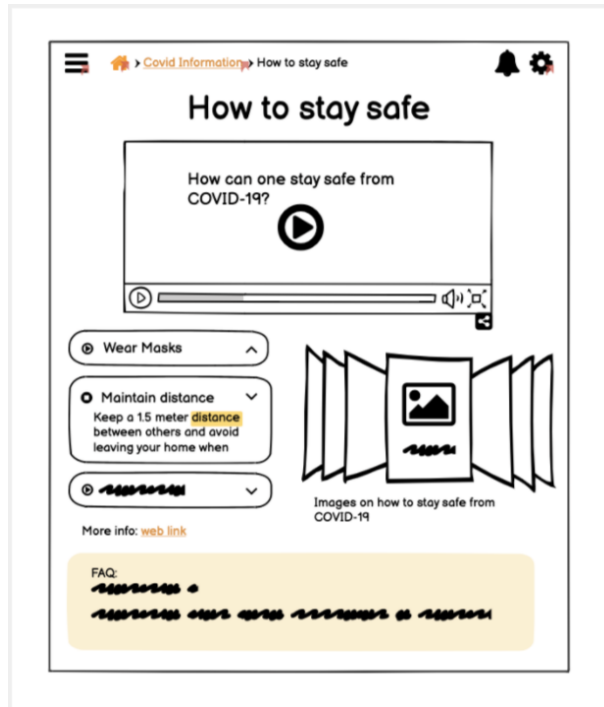 › Covid Information › How to stay safe
How to stay safe
How can one stay safe from
COVID-19?
Wear Masks
Maintain distance
Keep a 1.5 meter distance
between others and avoid
leaving your home when
More info: web link
Images on how to stay safe from
COVID-19
FAQ: